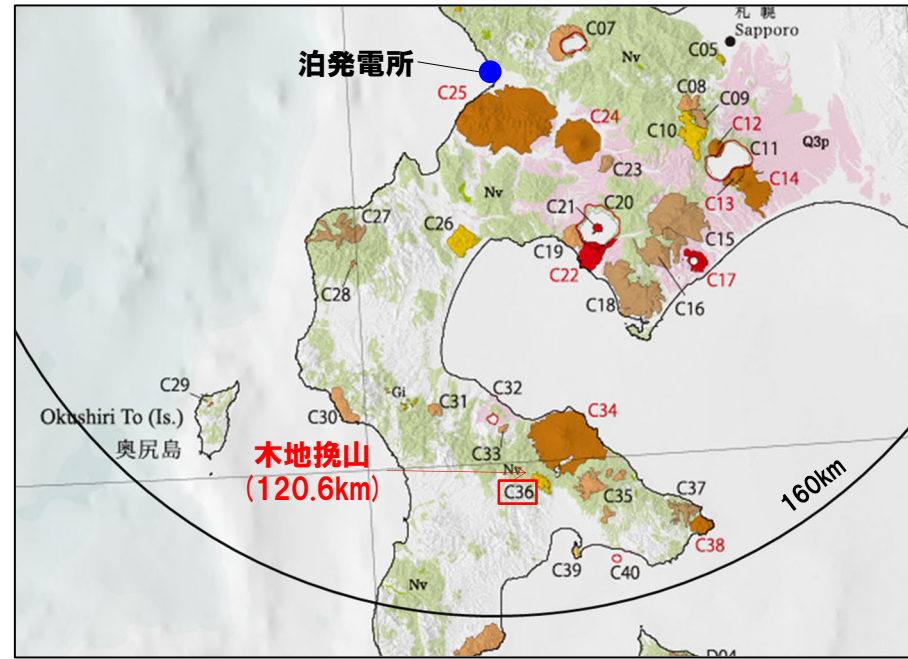 札 幌
Sapporo
C07
C05
Nv
泊発電所
C25
C24
C08
C09
C10
C12
C11
Q3p
C23
C14
C13
Nv
C21
C20
C27
C26
C19
C15
C22
C17
C28
C18
C16
C29
Okushiri To (Is.)
奥尻島
Gi
C30
C31
C32
C34
C33
木地挽山
(120.6km)
Nv
C36
C35
C37
160km
C38
C39
C40
Nv
D04